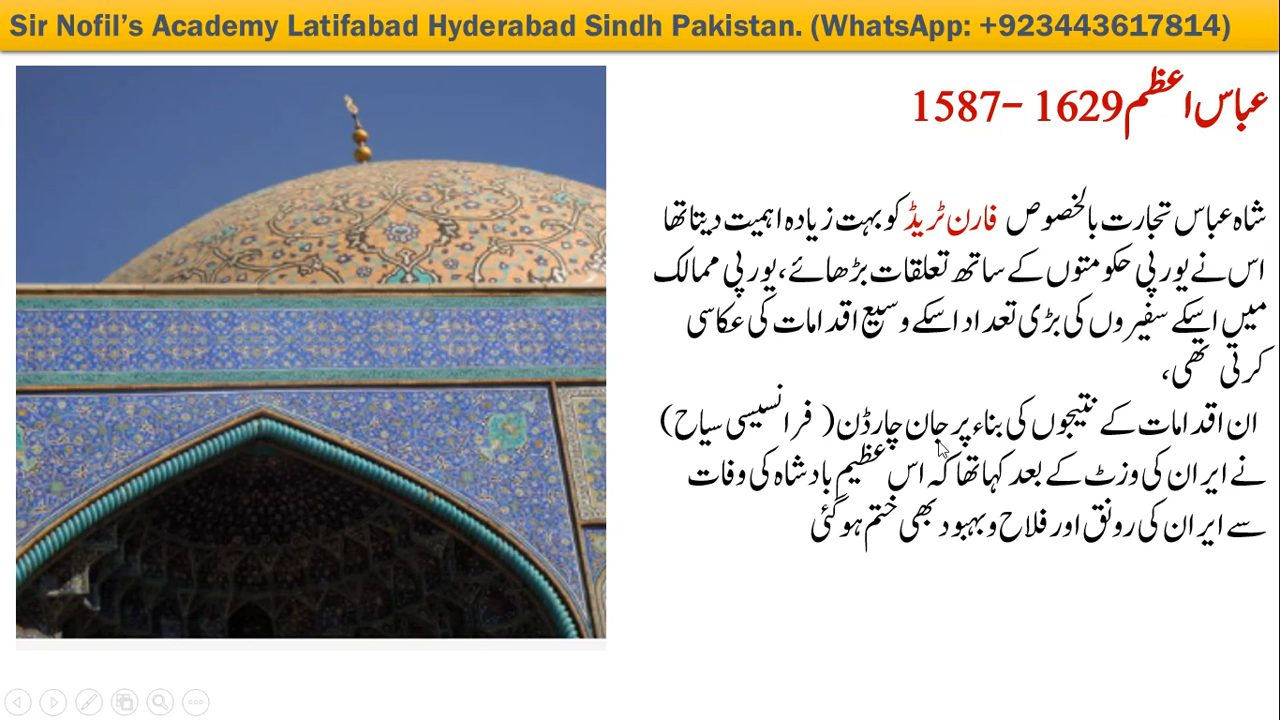 Sir Nofil’s Academy Latifabad Hyderabad Sindh Pakistan. (WhatsApp: +923443617814)
عباس اعظم 1629 – 1587
شاہ عباس تجارت بالخصوص فارن ٹریڈ کو بہت زیادہ اہمیت دیتا تھا
اس نے یورپی حکومتوں کے ساتھ تعلقات بڑھائے، یورپی ممالک
میں اسکے سفیروں کی بڑی تعداد اسکے وسیع اقدامات کی عکاسی
کرتی تھی،
ان اقدامات کے نتیجوں کی بناء پر جان چارڈن( فرانسیسی سیاح)
نے ایران کی وزٹ کے بعد کہا تھا کہ اس عظیم بادشاہ کی وفات
سے ایران کی رونق اور فلاح و بہبود بھی ختم ہو گئی